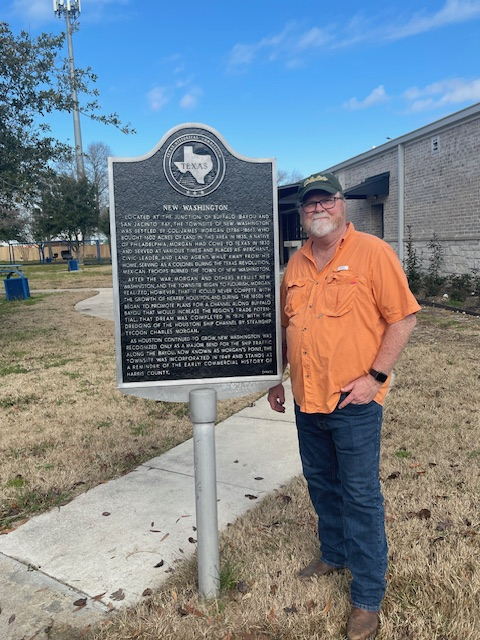 TEXAS
NEW WASHINGTON
LOCATED AT THE JUNCTION OF BUFFALO BAYOU AND
SAN JACINTO BAY, THE TOWNSITE OF NEW WASHINGTON
WAS SETTLED BY COL. JAMES MORGAN (1786-1866) WHO
BOUGHT 1600 ACRES OF LAND IN THIS AREA IN 1835. A NATIVE
OF PHILADELPHIA, MORGAN HAD COME TO TEXAS IN 1830
AND SERVED AT VARIOUS TIMES AND PLACES AS MERCHANT,
CIVIC LEADER, AND LAND AGENT. WHILE AWAY FROM HIS
HOME, SERVING AS A COLONEL DURING THE TEXAS REVOLUTION,
MEXICAN TROOPS BURNED THE TOWN OF NEW WASHINGTON.
AFTER THE WAR, MORGAN AND OTHERS REBUILT NEW
WASHINGTON, AND THE TOWNSITE BEGAN TO FLOURISH. MORGAN
REALIZED, HOWEVER, THAT IT COULD NEVER COMPETE WITH
THE GROWTH OF NEARBY HOUSTON, AND DURING THE 1850s HE
BEGAN TO PROMOTE PLANS FOR A CHANNEL ALONG BUFFALO
BAYOU THAT WOULD INCREASE THE REGION'S TRADE POTEN-
TIAL. THAT DREAM WAS COMPLETED IN 1876 WITH THE
DREDGING OF THE HOUSTON SHIP CHANNEL BY STEAMSHIP
TYCOON CHARLES MORGAN.
AS HOUSTON CONTINUED TO GROW, NEW WASHINGTON WAS
RECOGNIZED ONLY AS A MAJOR BEND FOR THE SHIP TRAFFIC
ALONG THE BAYOU. NOW KNOWN AS MORGAN'S POINT, THE
TOWNSITE WAS INCORPORATED IN 1949 AND STANDS AS
A REMINDER OF THE EARLY COMMERCIAL HISTORY OF
HARRIS COUNTY.